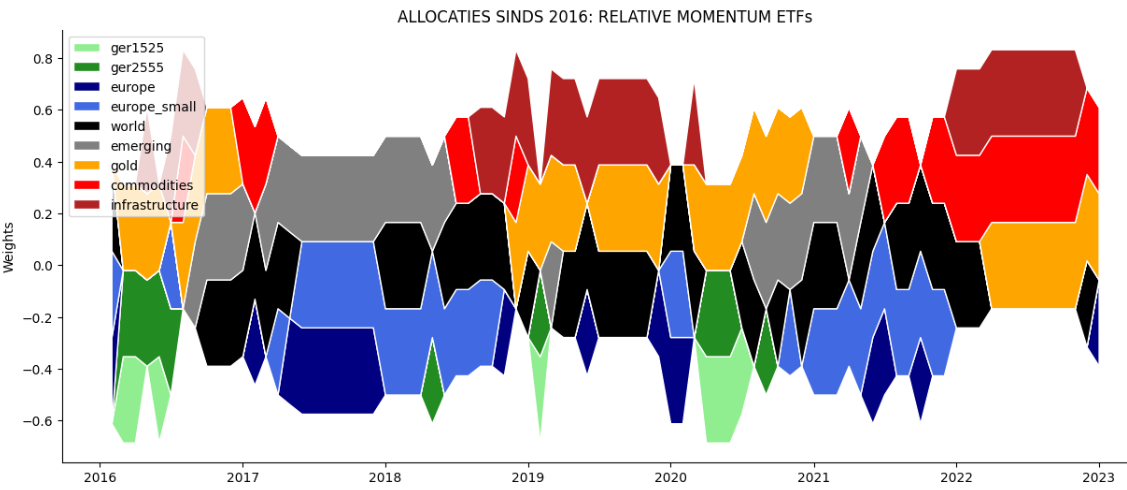 ALLOCATIES SINDS 2016: RELATIVE MOMENTUM ETFs
ger1525
ger2555
europe
europe_small
world
emerging
gold
commodities
infrastructure
Weights
0.8
0.6
0.4
0.2
0.0
−0.2
−0.4
−0.6
2016 2017 2018 2019 2020 2021 2022 2023